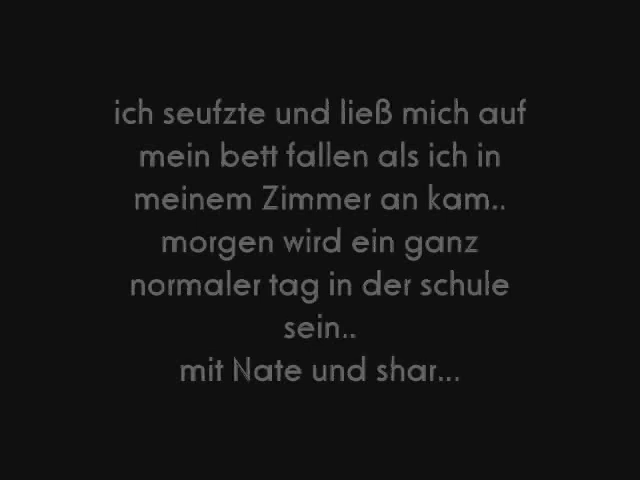 ich seufzte und ließ mich auf
mein bett fallen als ich in
meinem Zimmer an kam..
morgen wird ein ganz
normaler tag in der schule
sein..
mit Nate und shar...